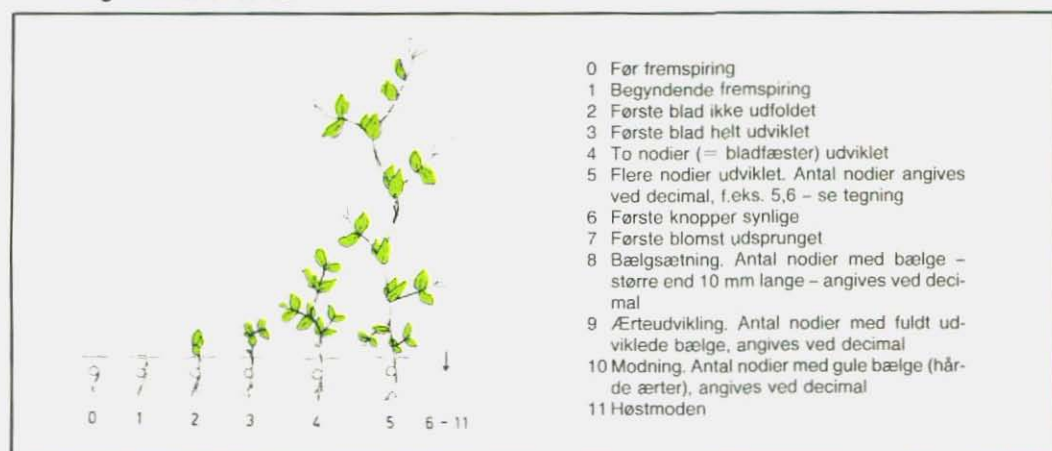 0 Før fremspiring
1 Begyndende fremspiring
2 Første blad ikke udfoldet
3 Første blad helt udviklet
4 To nodier (= bladfæster) udviklet
5 Flere nodier udviklet. Antal nodier angives
ved decimal, f.eks. 5,6 – se tegning
6 Første knopper synlige
7 Første blomst udsprunget
8 Bælgsætning. Antal nodier med bælge –
større end 10 mm lange – angives ved deci-
mal
9 Ærteudvikling. Antal nodier med fuldt ud-
viklede bælge, angives ved decimal
10 Modning. Antal nodier med gule bælge (hår-
de ærter), angives ved decimal
11 Høstmoden
0 1 2 3 4 5 6 - 11